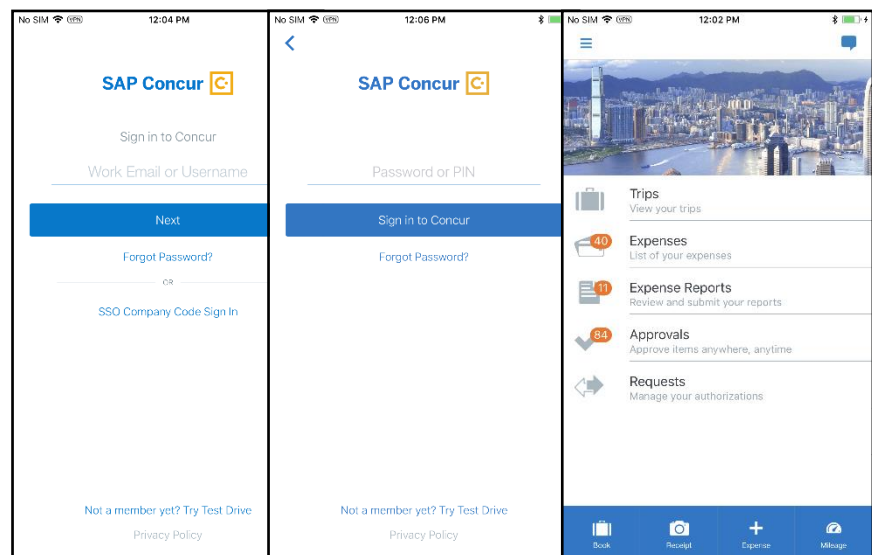 No SIM VPN 12:04 PM
SAP Concur C
Sign in to Concur
Work Email or Username
Next
Forgot Password?
OR
SSO Company Code Sign In
Not a member yet? Try Test Drive
Privacy Policy
No SIM VPN 12:06 PM
SAP Concur C
Password or PIN
Sign in to Concur
Forgot Password?
Not a member yet? Try Test Drive
Privacy Policy
No SIM VPN 12:02 PM
Trips
View your trips
40
Expenses
List of your expenses
11
Expense Reports
Review and submit your reports
84
Approvals
Approve items anywhere, anytime
Requests
Manage your authorizations
Book Receipt Expense Mileage